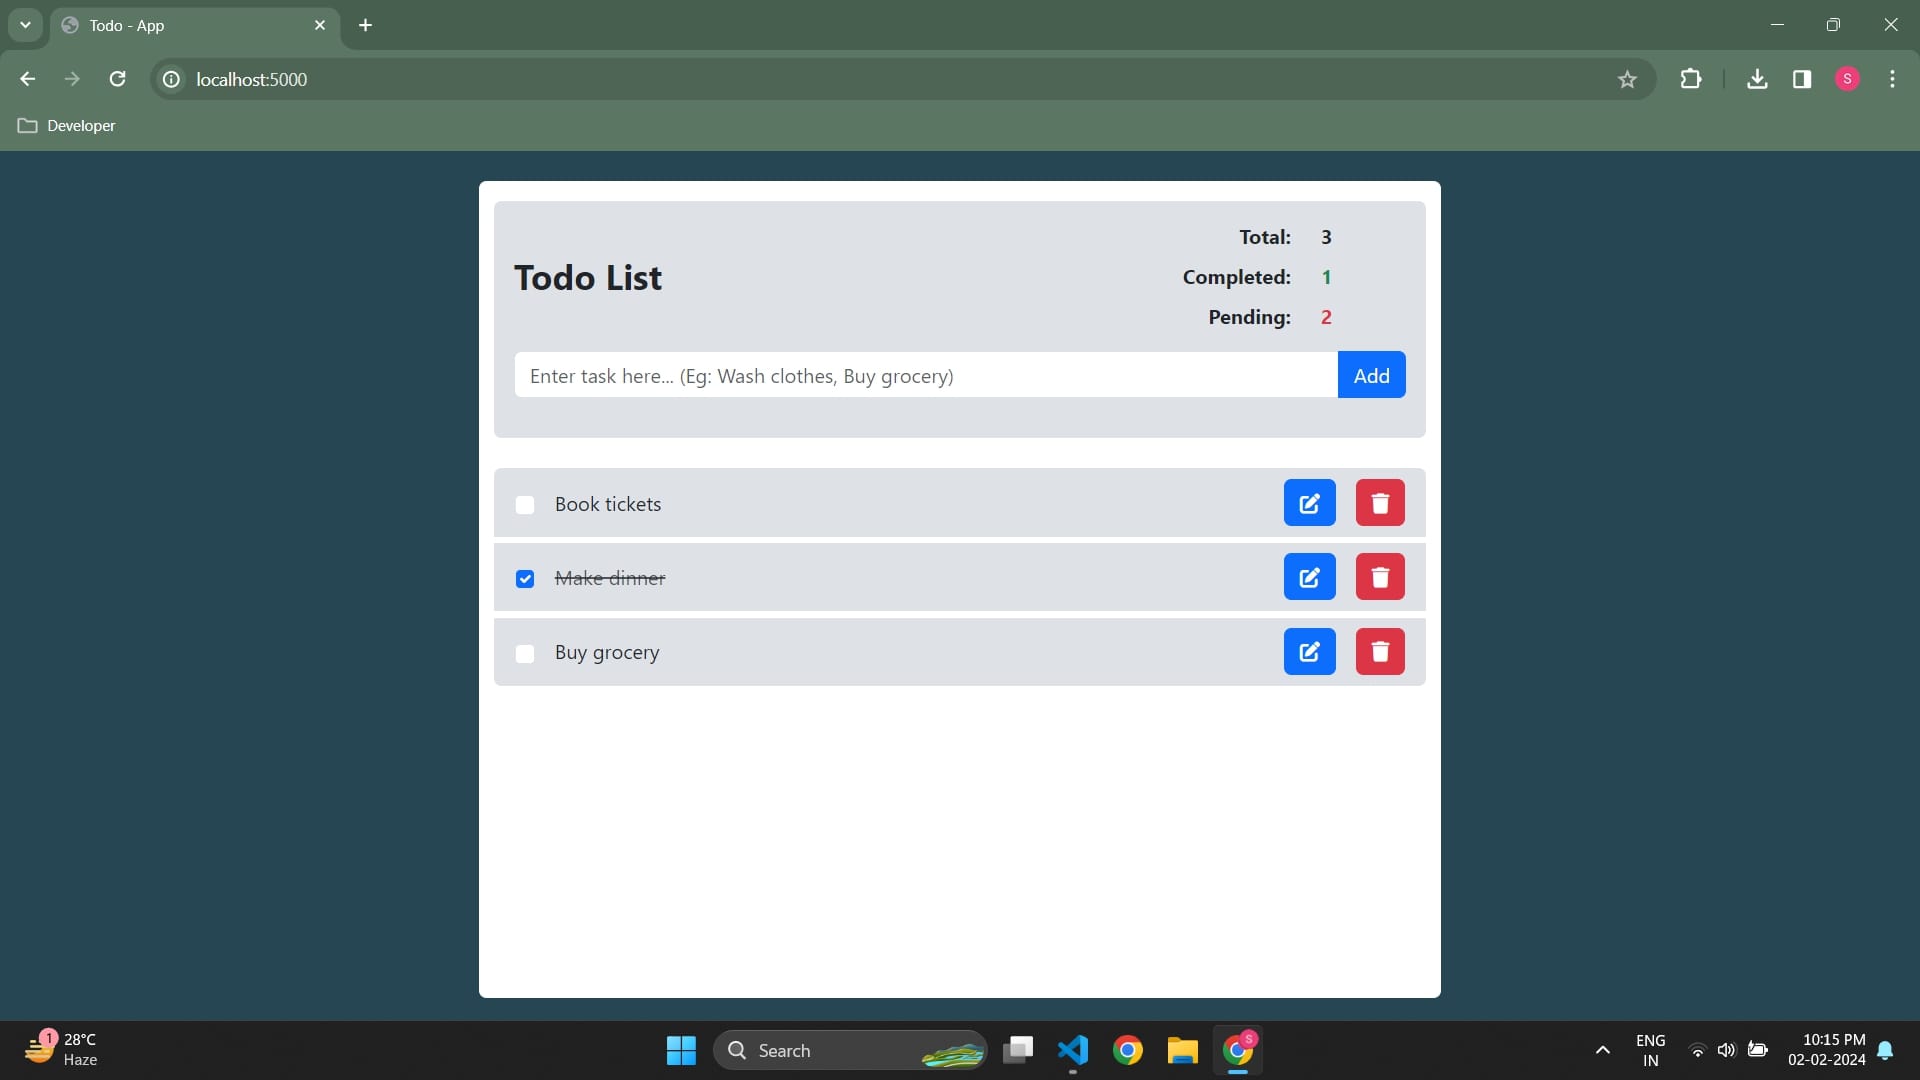 Todo - App
localhost:5000
S
Developer
Total: 3
Todo List
Completed: 1
Pending: 2
Enter task here... (Eg: Wash clothes, Buy grocery)
Add
Book tickets
Make dinner
Buy grocery
1
28°C
Haze
Search
S
ENG
IN
10:15 PM
02-02-2024